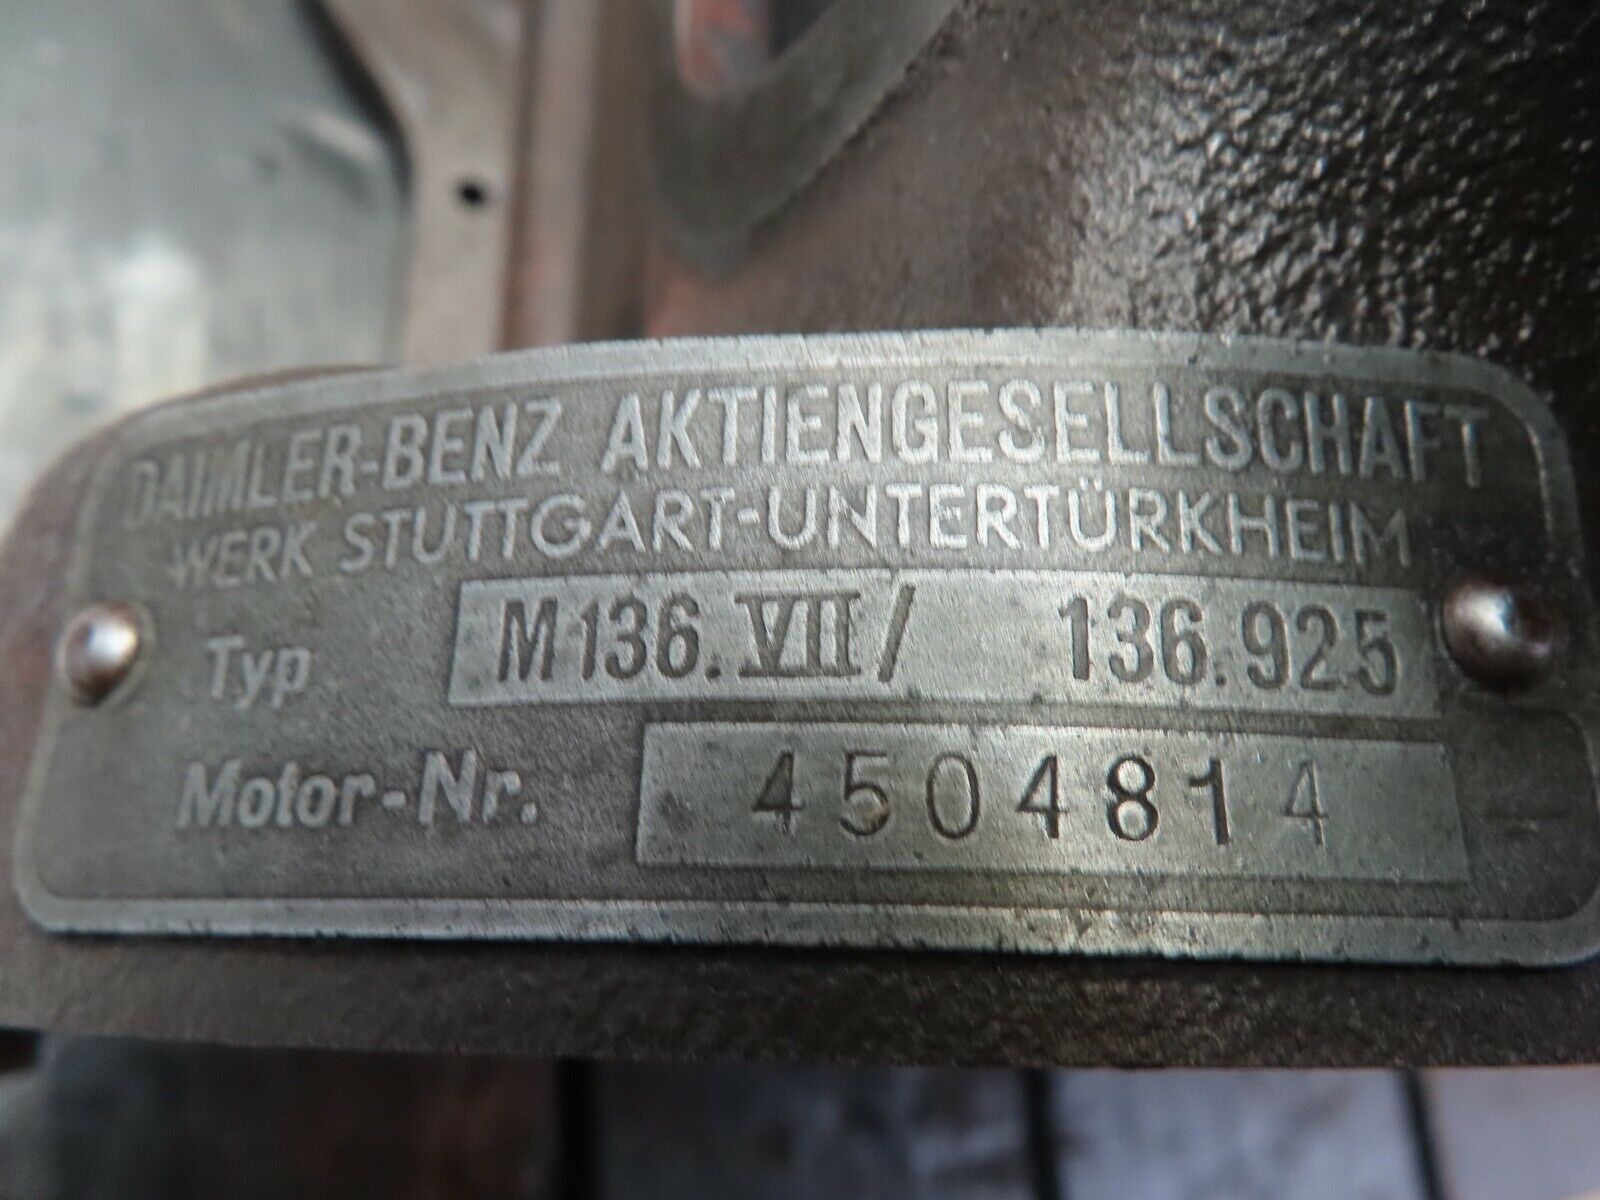 DAIMLER-BENZ AKTIENGESELLSCHAFT
WERK STUTTGART-UNTERTÜRKHEIM
Typ M136.VII/ 136.925
Motor-Nr. 4504814